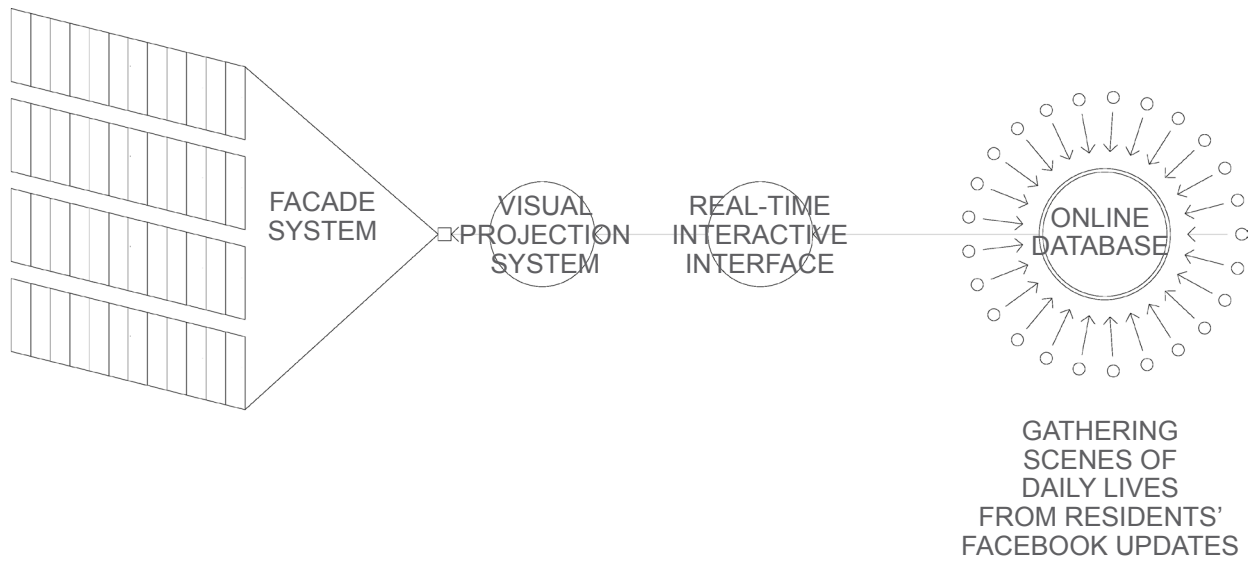 FACADE
SYSTEM
VISUAL
PROJECTION
SYSTEM
REAL-TIME
INTERACTIVE
INTERFACE
ONLINE
DATABASE
GATHERING
SCENES OF
DAILY LIVES
FROM RESIDENTS’
FACEBOOK UPDATES